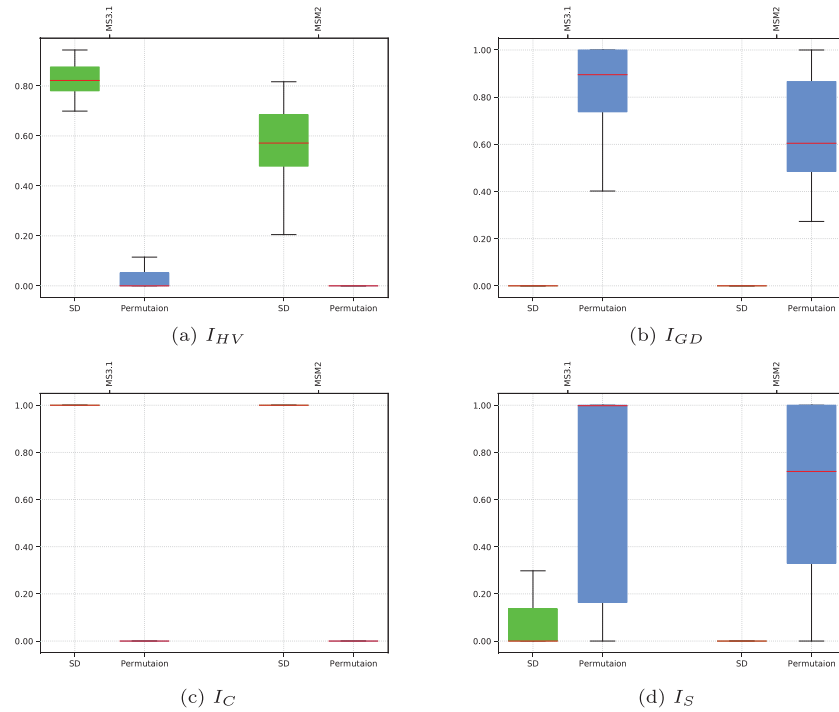 MS3.1
MSM2
0.80
0.60
0.40
0.20
0.00
SD
Permutaion
SD
Permutaion
(a) I_{HV}
MS3.1
MSM2
1.00
0.80
0.60
0.40
0.20
0.00
SD
Permutaion
SD
Permutaion
(b) I_{GD}
MS3.1
MSM2
1.00
0.80
0.60
0.40
0.20
0.00
SD
Permutaion
SD
Permutaion
(c) I_C
MS3.1
MSM2
1.00
0.80
0.60
0.40
0.20
0.00
SD
Permutaion
SD
Permutaion
(d) I_S